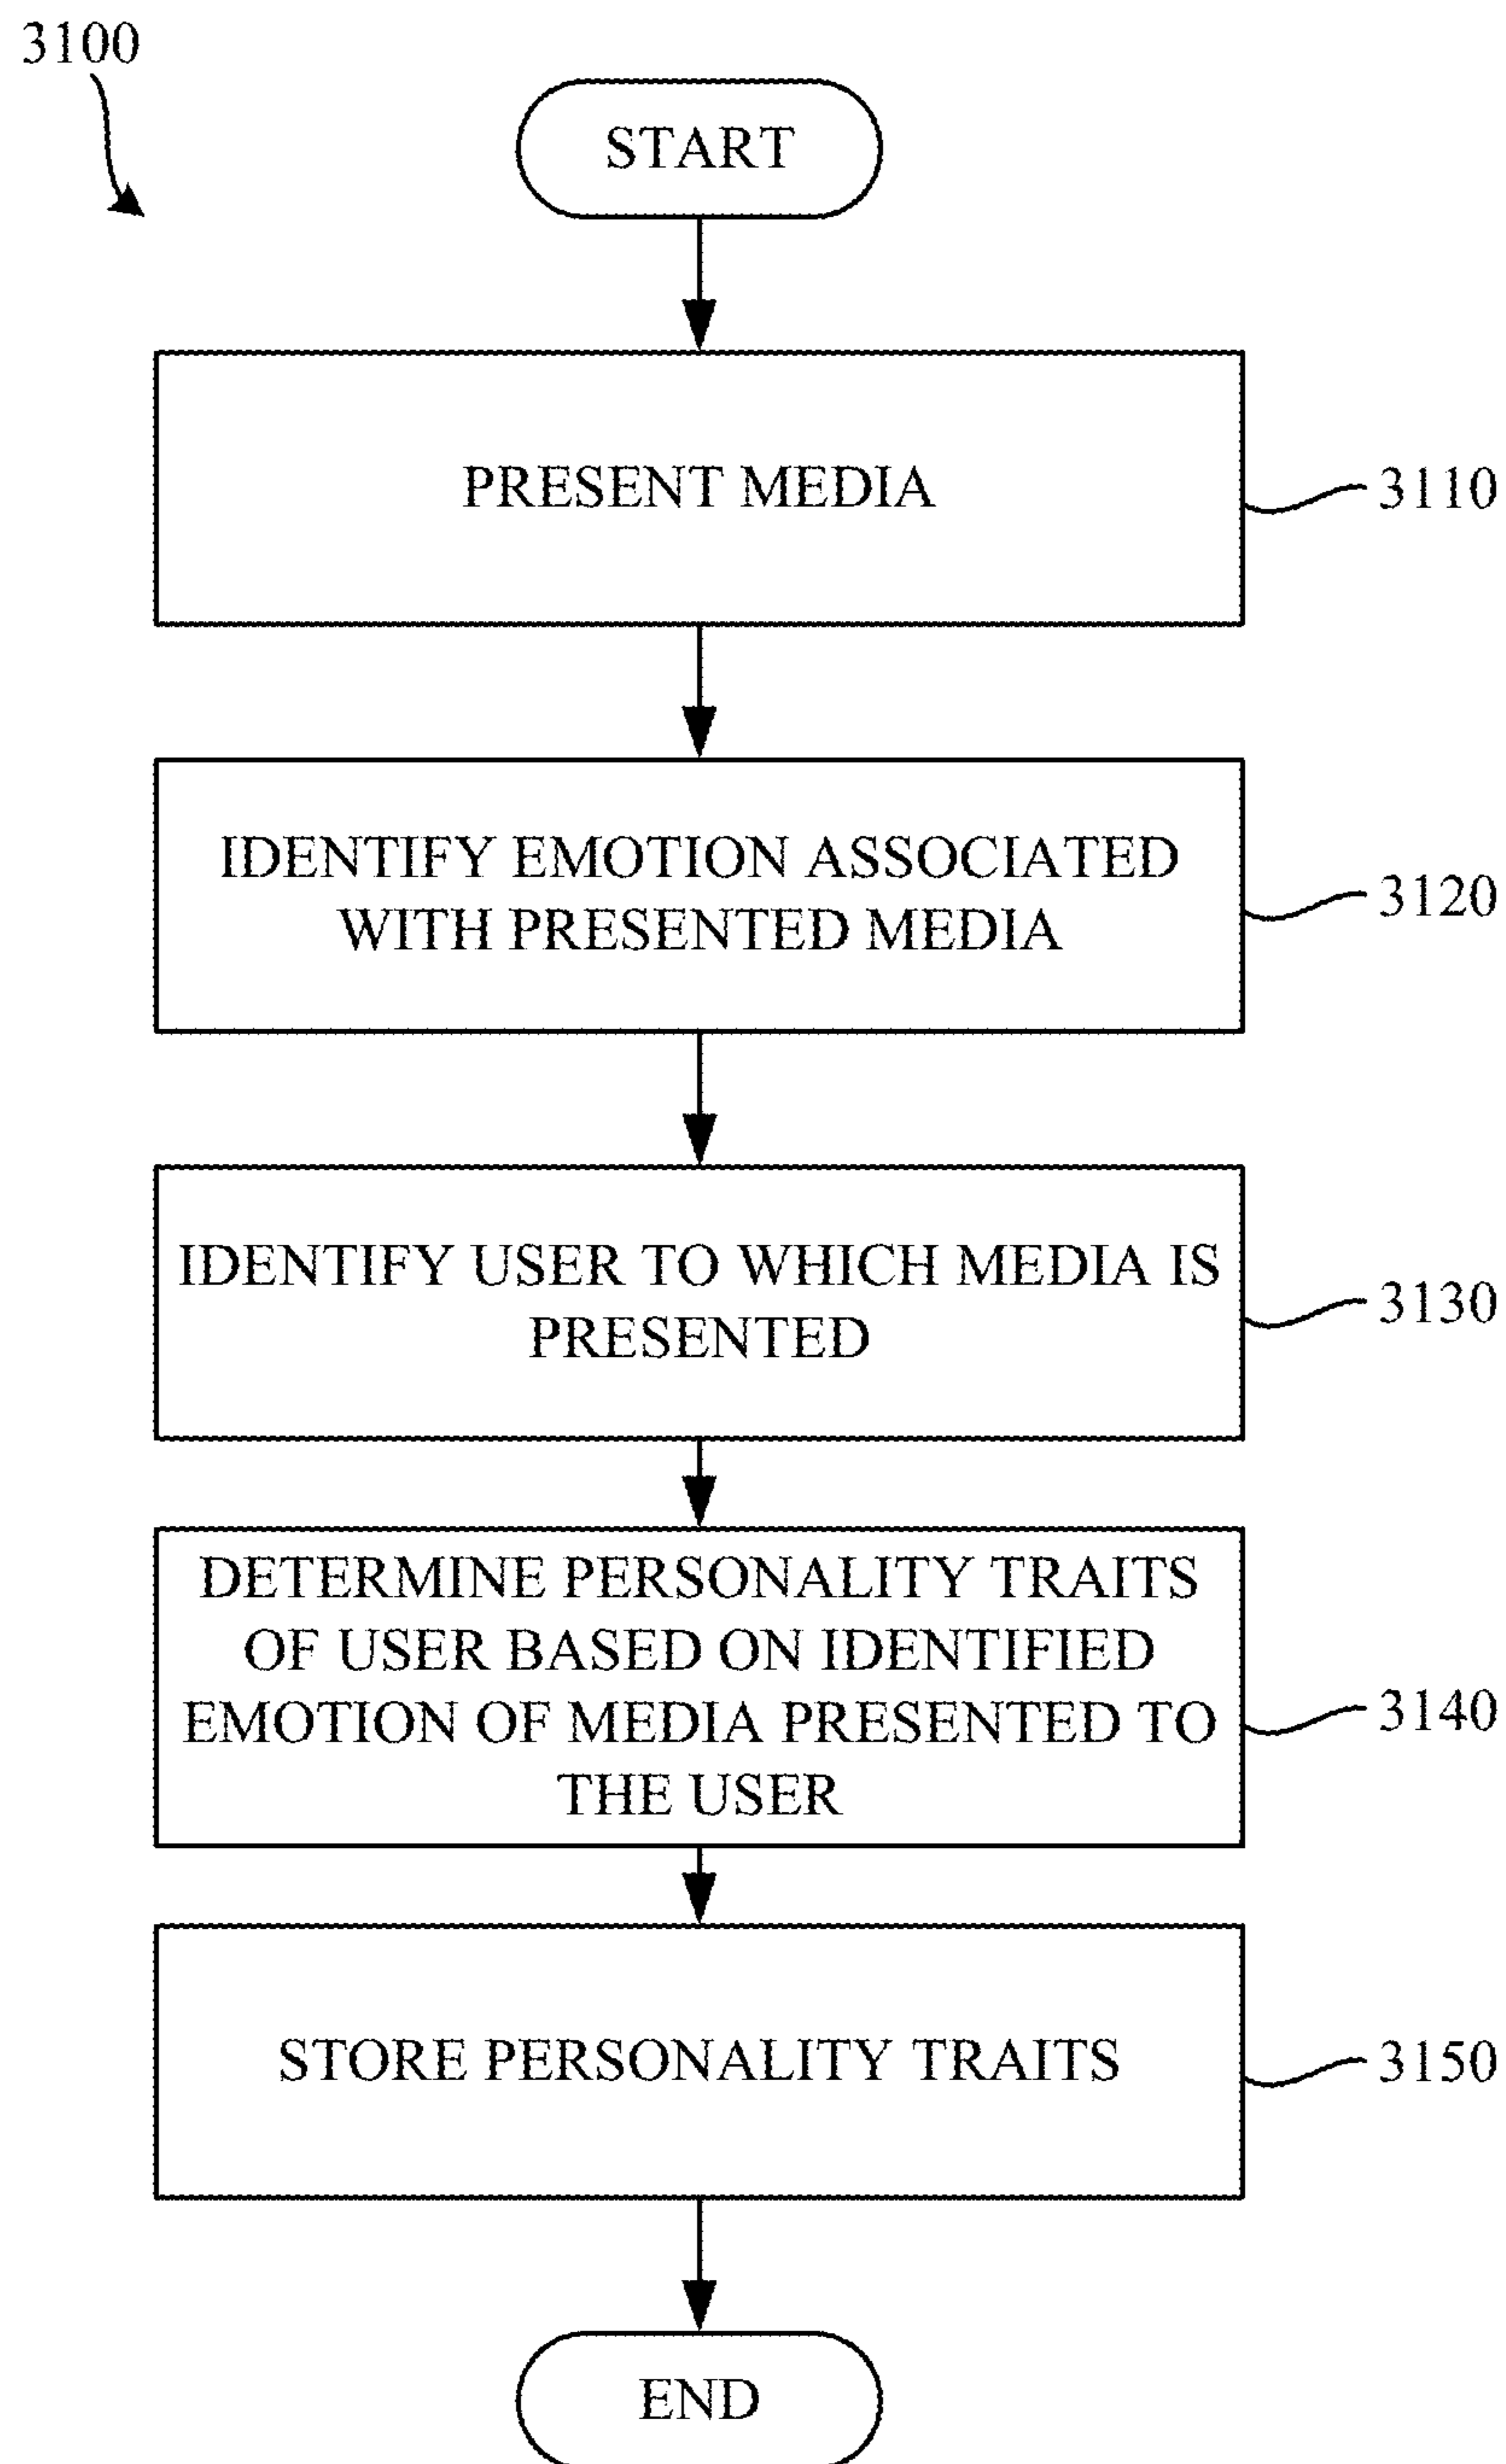 3100
START
PRESENT MEDIA
3110
IDENTIFY EMOTION ASSOCIATED
WITH PRESENTED MEDIA
3120
IDENTIFY USER TO WHICH MEDIA IS
PRESENTED
3130
DETERMINE PERSONALITY TRAITS
OF USER BASED ON IDENTIFIED
EMOTION OF MEDIA PRESENTED TO
THE USER
3140
STORE PERSONALITY TRAITS
3150
END